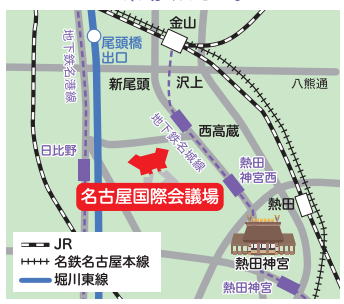 金山
尾頭橋
出口
地下鉄名港線
新尾頭
沢上
八熊通
地下鉄名城線
西高蔵
日比野
熱田
神宮西
名古屋国際会議場
熱田
JR
名鉄名古屋本線
堀川東線
熱田神宮
熱田神宮